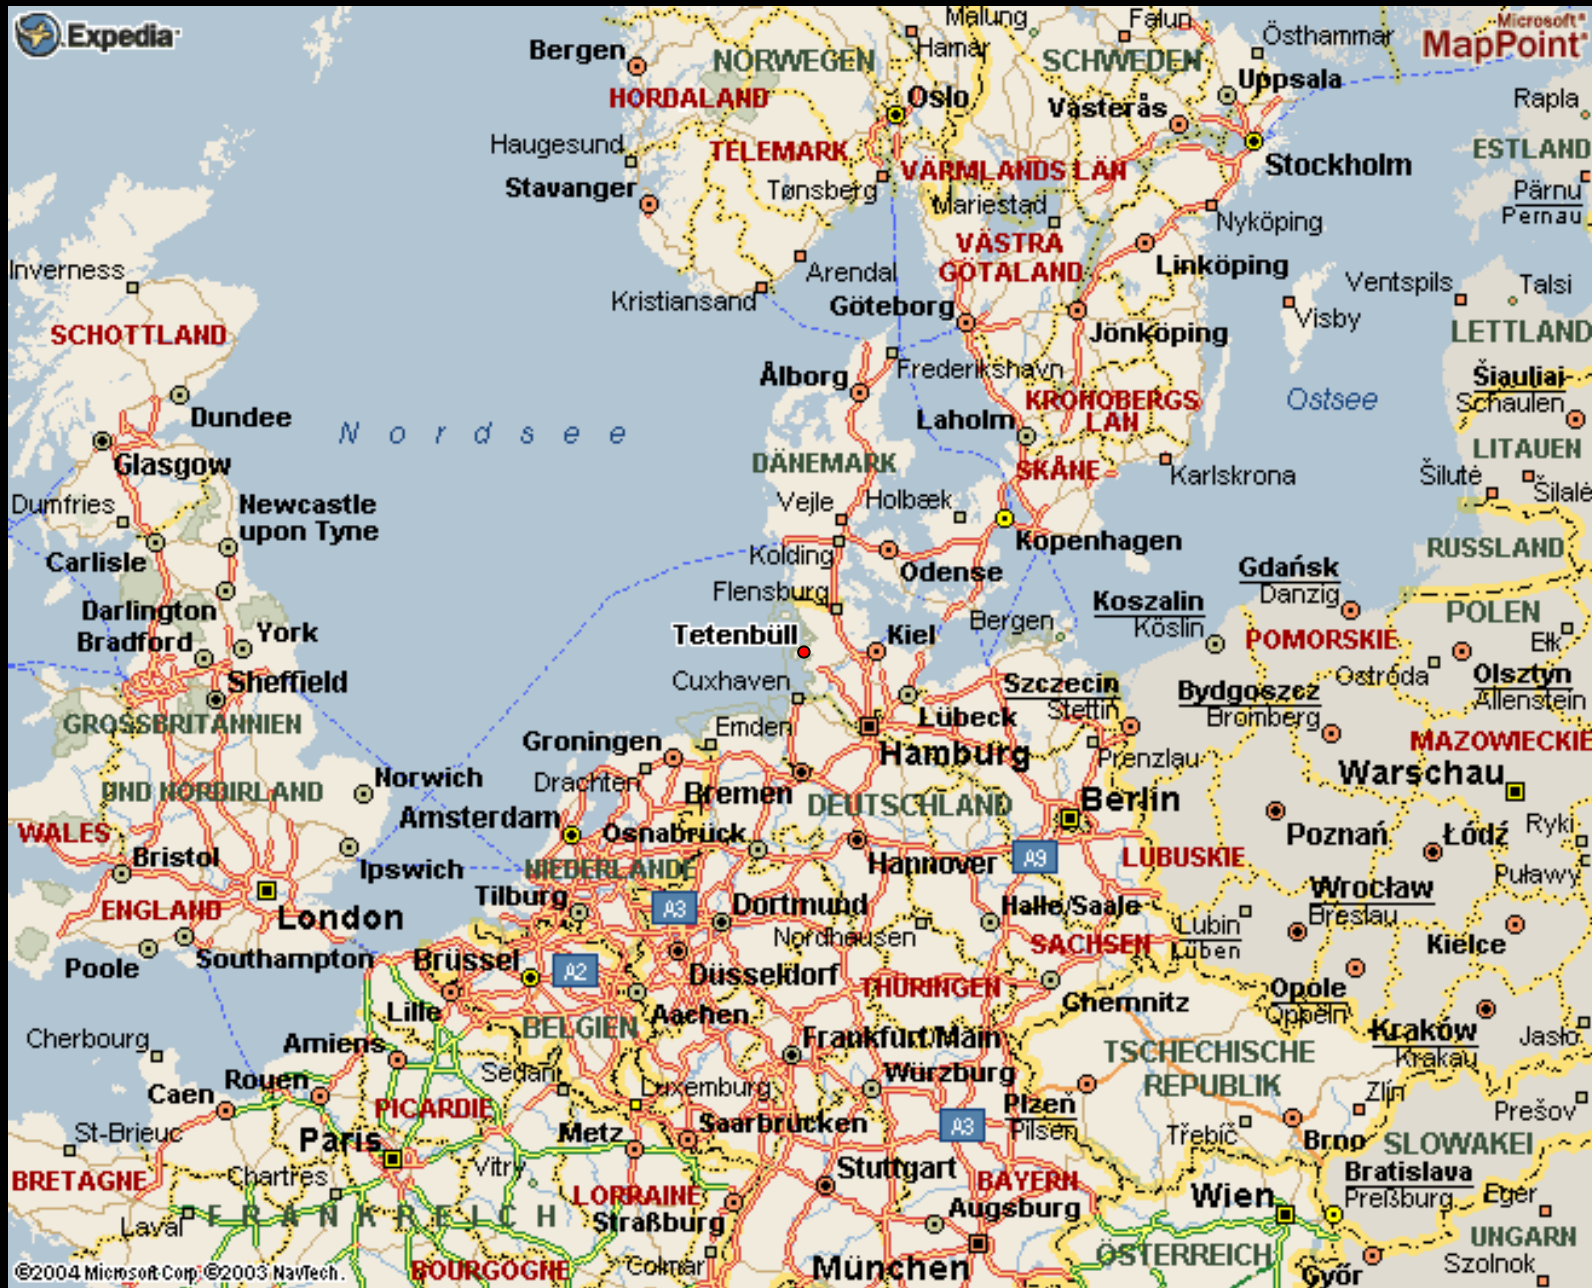 Expedia
Microsoft®
MapPoint®
Malung
Falun
Östhammar
Bergen
NORWEGEN
Hamar
SCHWEDEN
Uppsala
HORDALAND
Oslo
Västerås
Rapla
Haugesund
TELEMARK
VÄRMLANDS LÄN
Stockholm
ESTLAND
Stavanger
Tønsberg
Mariestad
Nyköping
Pärnu
Pernau
VÄSTRA
GÖTALAND
Linköping
Inverness
Arendal
Kristiansand
Göteborg
Ventspils
Talsi
Visby
SCHOTTLAND
Jönköping
LETTLAND
Ålborg
Frederikshavn
Šiauliai
Schaulen
Dundee
Nordsee
Laholm
KRONOBERGS
LÄN
Ostsee
LITAUEN
Glasgow
DÄNEMARK
SKÅNE
Karlskrona
Šilutė
Šilalė
Dumfries
Newcastle
upon Tyne
Vejle
Holbæk
Kopenhagen
RUSSLAND
Carlisle
Kolding
Odense
Gdańsk
Danzig
Darlington
Flensburg
Bergen
Koszalin
Köslin
POLEN
Bradford
York
Tetenbüll
Kiel
POMORSKIE
Ełk
Sheffield
Cuxhaven
Szczecin
Stettin
Bydgoszcz
Bromberg
Ostróda
Olsztyn
Allenstein
GROSSBRITANNIEN
Emden
Lübeck
Groningen
Hamburg
Prenzlau
MAZOWIECKIE
UND NORDIRLAND
Norwich
Drachten
Bremen
DEUTSCHLAND
Berlin
Warschau
WALES
Amsterdam
Osnabrück
Hannover
A9
LUBUSKIE
Poznań
Łódź
Ryki
Bristol
Ipswich
NIEDERLANDE
Puławy
ENGLAND
London
Tilburg
A3
Dortmund
Halle/Saale
Wrocław
Breslau
Nordhausen
SACHSEN
Lubin
Lüben
Kielce
Poole
Southampton
Brüssel
A2
Düsseldorf
THÜRINGEN
Chemnitz
Opole
Oppeln
Lille
Aachen
BELGIEN
Kraków
Krakau
Jasło
Cherbourg
Amiens
Frankfurt/Main
TSCHECHISCHE
REPUBLIK
Caen
Rouen
Sedan
Luxemburg
Würzburg
Zlín
Prešov
PICARDIE
Plzeň
Pilsen
St-Brieuc
Paris
Metz
Saarbrücken
A3
Třebíč
Brno
SLOWAKEI
BRETAGNE
Chartres
Vitry
Stuttgart
BAYERN
Bratislava
Preßburg
Eger
LORRAINE
Straßburg
Augsburg
Wien
Laval
FRANKREICH
UNGARN
ÖSTERREICH
©2004 Microsoft Corp ©2003 NavTech.
BOURGOGNE
Colmar
München
Győr
Szolnok